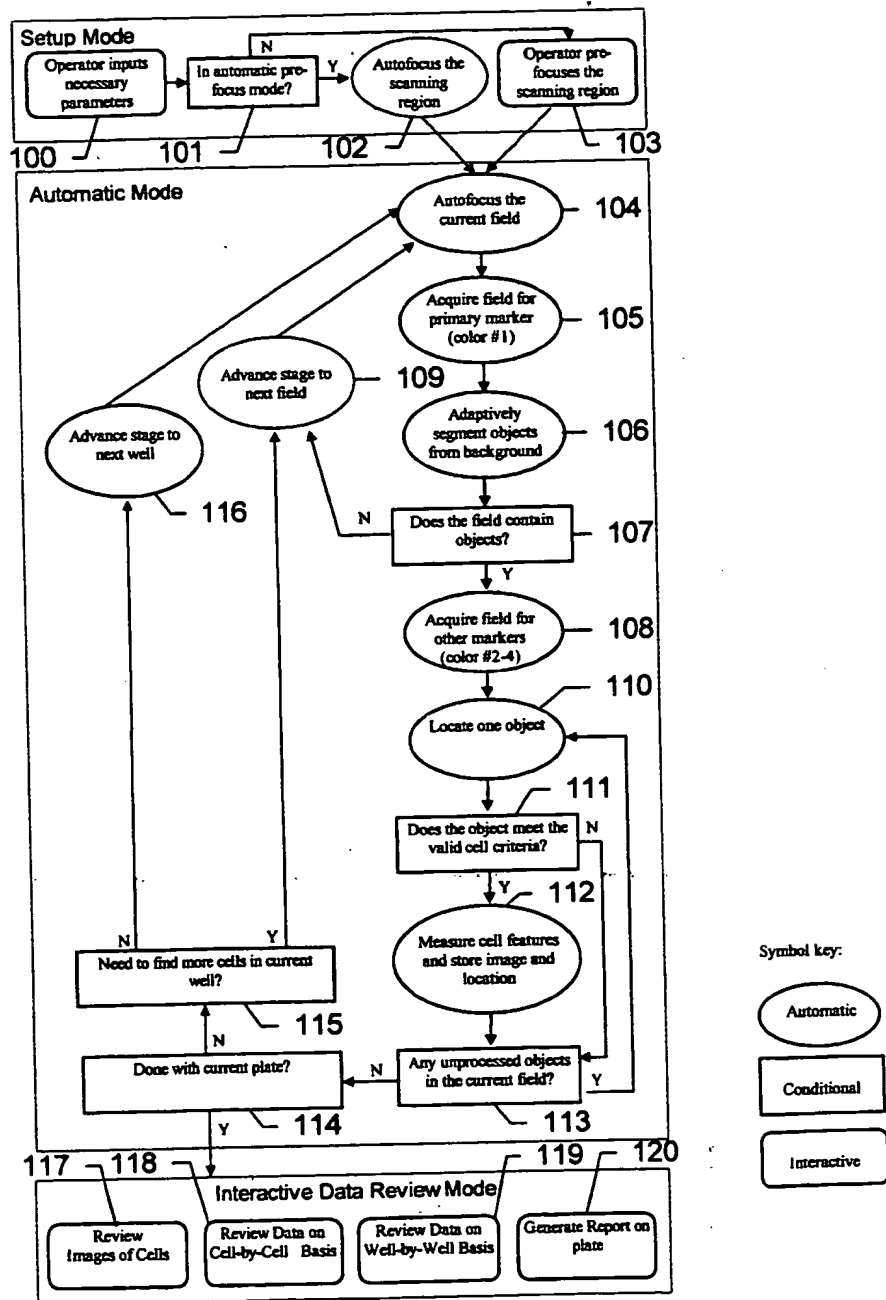 Setup Mode
Operator inputs
necessary
parameters
In automatic pre-
focus mode?
N
Y
Autofocus the
scanning
region
Operator pre-
focuses the
scanning region
100
101
102
103
Automatic Mode
Autofocus the
current field
104
Acquire field for
primary marker
(color #1)
105
Advance stage to
next field
109
Adaptively
segment objects
from background
106
Advance stage to
next well
116
N
Does the field contain
objects?
107
Y
Acquire field for
other markers
(color #2-4)
108
110
Locate one object
111
Does the object meet the
valid cell criteria?
N
Y
112
Measure cell features
and store image and
location
N
Y
Need to find more cells in current
well?
115
N
Done with current plate?
114
Y
N
Any unprocessed objects
in the current field?
Y
113
Symbol key:
Automatic
Conditional
Interactive
117
118
119
120
Interactive Data Review Mode
Review
Images of Cells
Review Data on
Cell-by-Cell Basis
Review Data on
Well-by-Well Basis
Generate Report on
plate